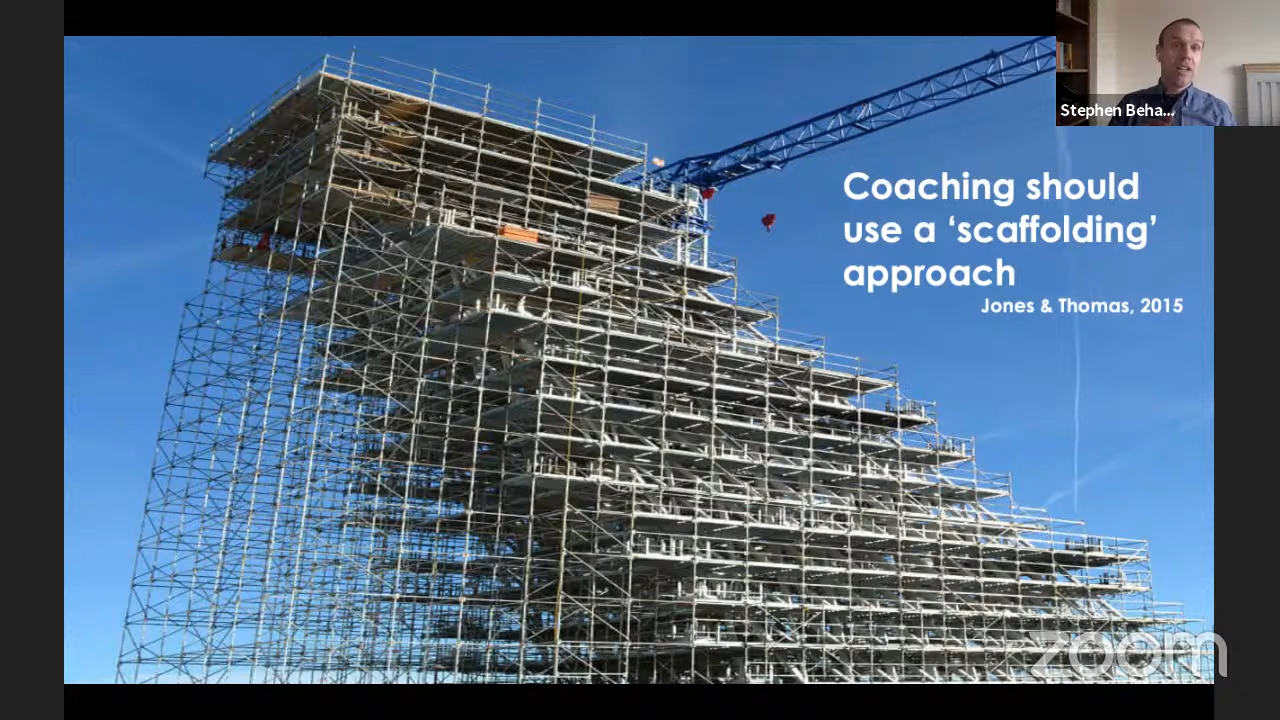 Stephen Beha...
Coaching should
use a ‘scaffolding’
approach
Jones & Thomas, 2015
zoom